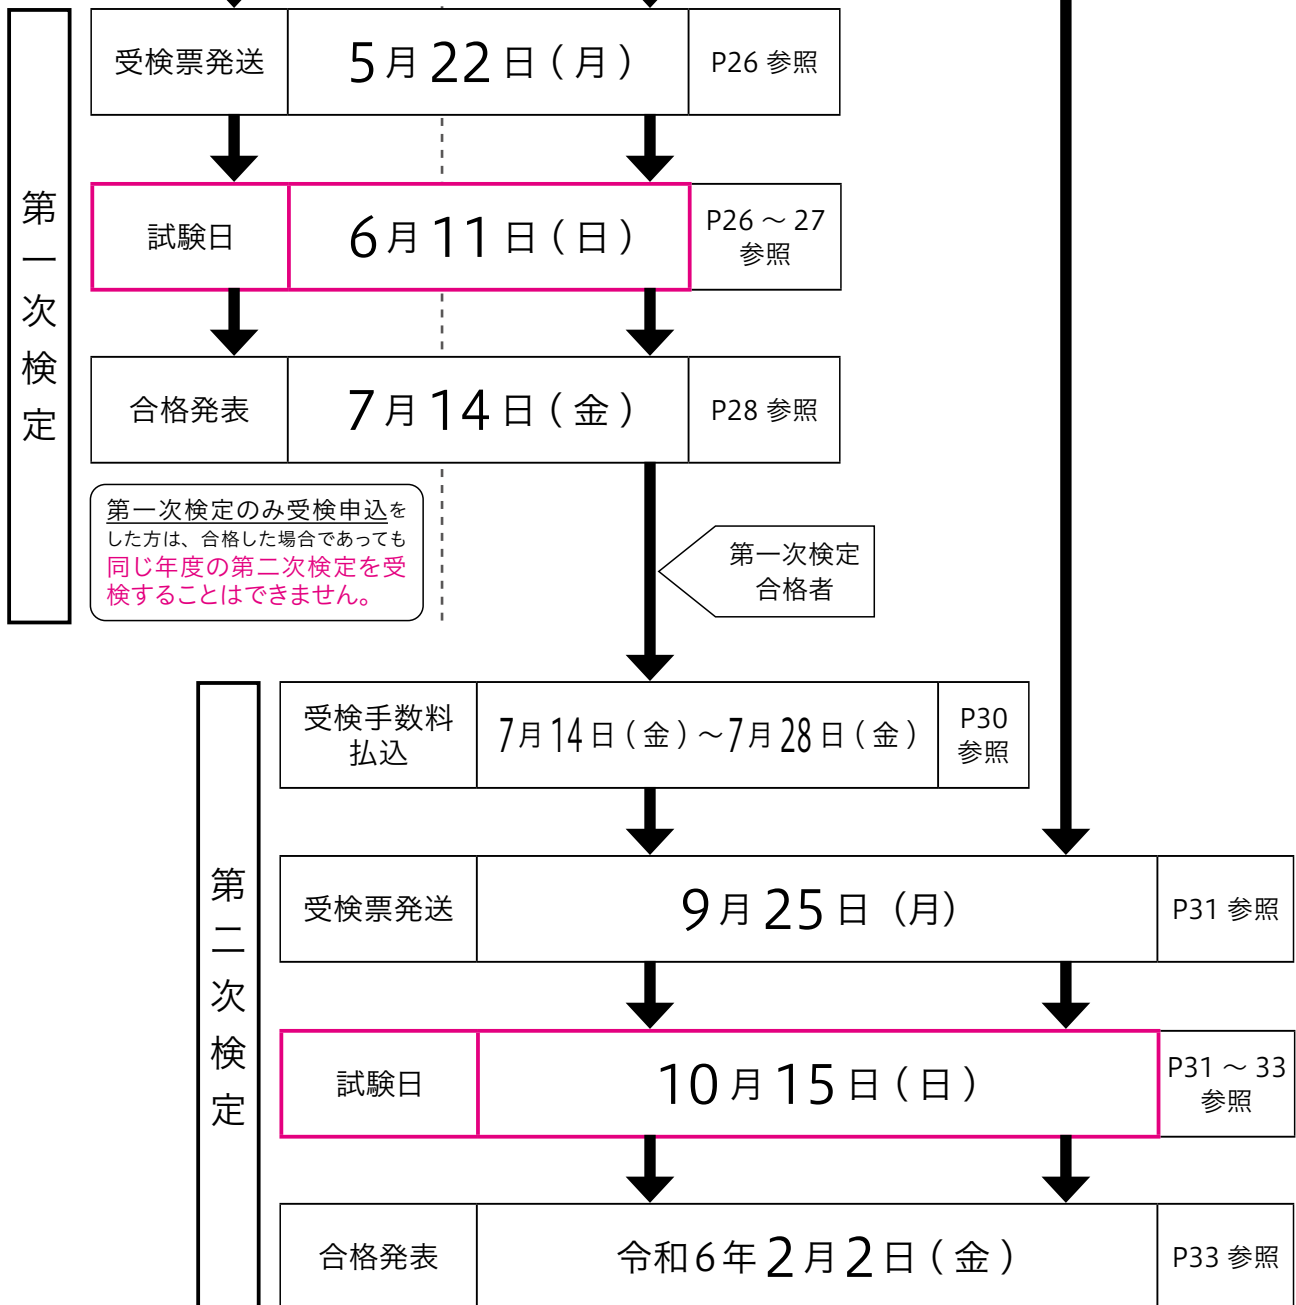 第一次検定
受検票発送
5月22日(月)
P26 参照
試験日
6月11日(日)
P26～27
参照
合格発表
7月14日(金)
P28 参照
第一次検定のみ受検申込を
した方は、合格した場合であっても
同じ年度の第二次検定を受
検することはできません。
第一次検定
合格者
第二次検定
受検手数料
払込
7月14日(金)～7月28日(金)
P30
参照
受検票発送
9月25日(月)
P31 参照
試験日
10月15日(日)
P31～33
参照
合格発表
令和6年2月2日(金)
P33 参照